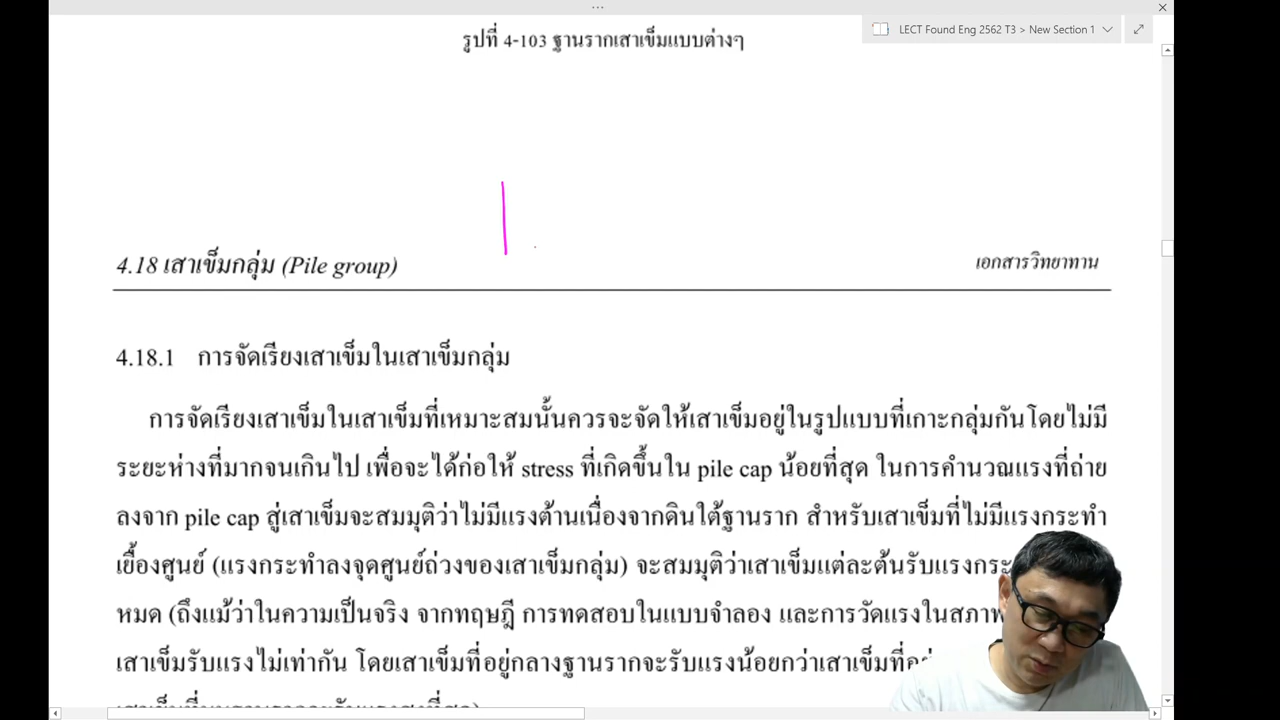 LECT Found Eng 2562 T3 > New Section 1
รูปที่ 4-103 ฐานรากเสาเข็มแบบต่างๆ
4.18 เสาเข็มกลุ่ม (Pile group)
เอกสารวิทยาทาน
4.18.1 การจัดเรียงเสาเข็มในเสาเข็มกลุ่ม
การจัดเรียงเสาเข็มในเสาเข็มที่เหมาะสมนั้นควรจะจัดให้เสาเข็มอยู่ในรูปแบบที่เกาะกลุ่มกันโดยไม่มี
ระยะห่างที่มากจนเกินไป เพื่อจะได้ก่อให้ stress ที่เกิดขึ้นใน pile cap น้อยที่สุด ในการคำนวณแรงที่ถ่าย
ลงจาก pile cap สู่เสาเข็มจะสมมุติว่าไม่มีแรงต้านเนื่องจากดินใต้ฐานราก สำหรับเสาเข็มที่ไม่มีแรงกระทำ
เยื้องศูนย์ (แรงกระทำลงจุดศูนย์ถ่วงของเสาเข็มกลุ่ม) จะสมมุติว่าเสาเข็มแต่ละต้นรับแรงกระ
หมด (ถึงแม้ว่าในความเป็นจริง จากทฤษฎี การทดสอบในแบบจำลอง และการวัดแรงในสภาพ
เสาเข็มรับแรงไม่เท่ากัน โดยเสาเข็มที่อยู่กลางฐานรากจะรับแรงน้อยกว่าเสาเข็มที่อยู่